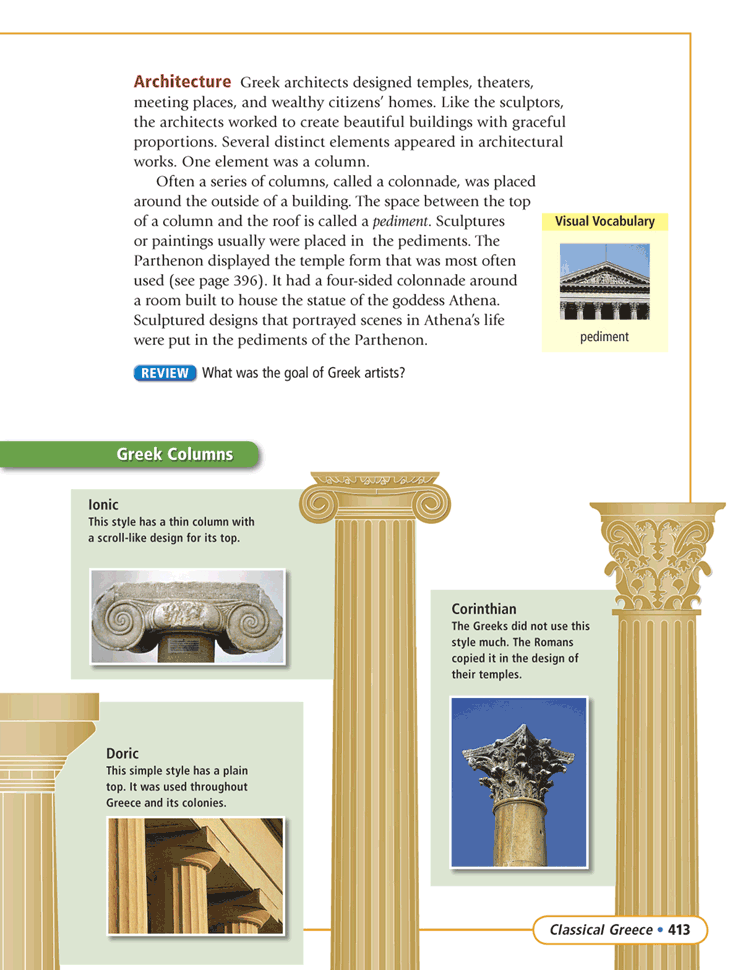 Architecture Greek architects designed temples, theaters,
meeting places, and wealthy citizens' homes. Like the sculptors,
the architects worked to create beautiful buildings with graceful
proportions. Several distinct elements appeared in architectural
works. One element was a column.
Often a series of columns, called a colonnade, was placed
around the outside of a building. The space between the top
of a column and the roof is called a pediment. Sculptures
or paintings usually were placed in the pediments. The
Parthenon displayed the temple form that was most often
used (see page 396). It had a four-sided colonnade around
a room built to house the statue of the goddess Athena.
Sculptured designs that portrayed scenes in Athena's life
were put in the pediments of the Parthenon.
Visual Vocabulary
pediment
REVIEW What was the goal of Greek artists?
Greek Columns
Ionic
This style has a thin column with
a scroll-like design for its top.
Corinthian
The Greeks did not use this
style much. The Romans
copied it in the design of
their temples.
Doric
This simple style has a plain
top. It was used throughout
Greece and its colonies.
Classical Greece • 413